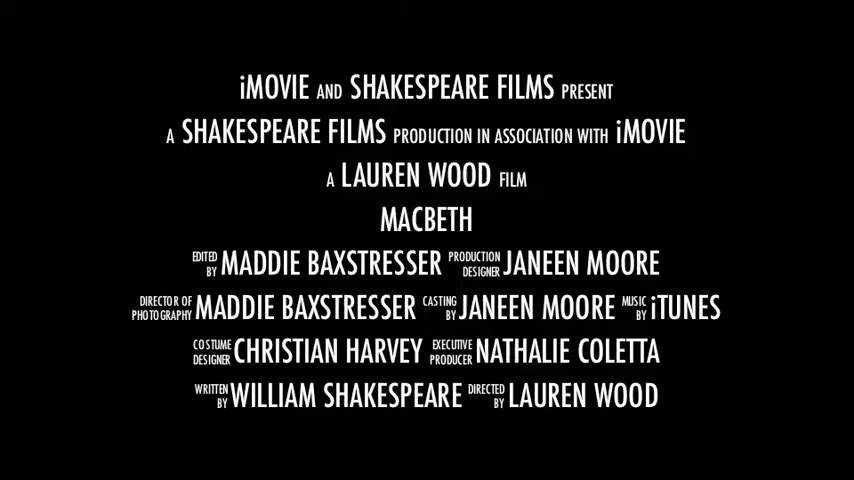 iMOVIE AND SHAKESPEARE FILMS PRESENT
A SHAKESPEARE FILMS PRODUCTION IN ASSOCIATION WITH iMOVIE
A LAUREN WOOD FILM
MACBETH
EDITED BY MADDIE BAXSTRESSER PRODUCTION DESIGNER JANEEN MOORE
DIRECTOR OF PHOTOGRAPHY MADDIE BAXSTRESSER CASTING BY JANEEN MOORE MUSIC BY iTUNES
COSTUME DESIGNER CHRISTIAN HARVEY EXECUTIVE PRODUCER NATHALIE COLETTA
WRITTEN BY WILLIAM SHAKESPEARE DIRECTED BY LAUREN WOOD